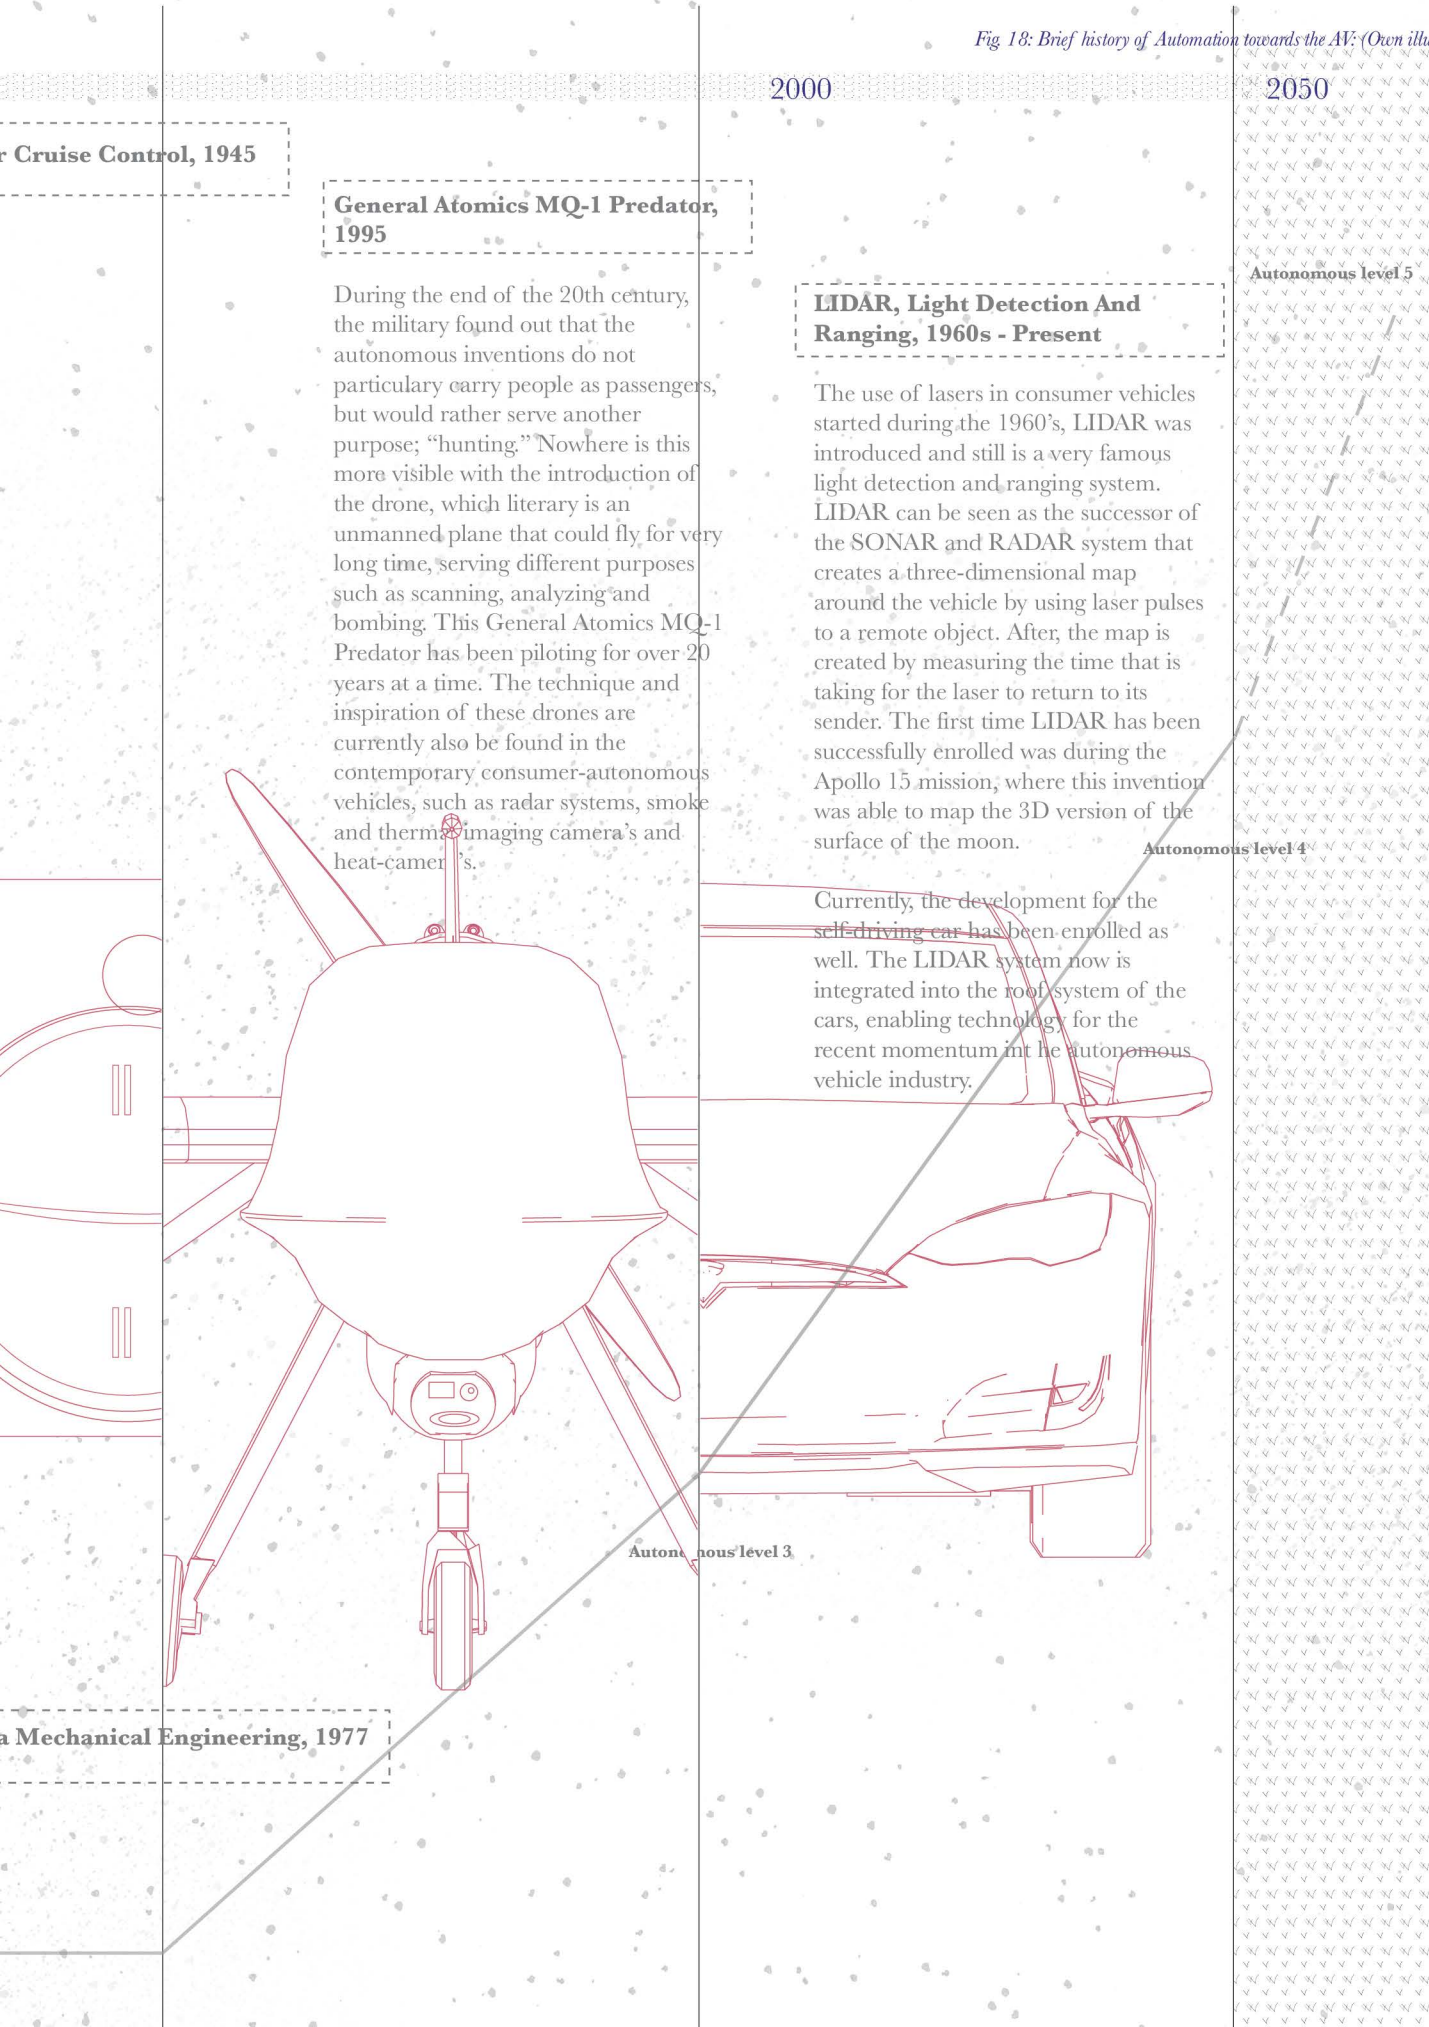 Fig. 18: Brief history of Automation towards the AV: (Own illu
2000
2050
r Cruise Control, 1945
General Atomics MQ-1 Predator,
1995
During the end of the 20th century,
the military found out that the
autonomous inventions do not
particulary carry people as passengers,
but would rather serve another
purpose; “hunting.” Nowhere is this
more visible with the introduction of
the drone, which literary is an
unmanned plane that could fly for very
long time, serving different purposes
such as scanning, analyzing and
bombing. This General Atomics MQ-1
Predator has been piloting for over 20
years at a time. The technique and
inspiration of these drones are
currently also be found in the
contemporary consumer-autonomous
vehicles, such as radar systems, smoke
and thermal imaging camera’s and
heat-camera’s.
LIDAR, Light Detection And
Ranging, 1960s - Present
The use of lasers in consumer vehicles
started during the 1960’s, LIDAR was
introduced and still is a very famous
light detection and ranging system.
LIDAR can be seen as the successor of
the SONAR and RADAR system that
creates a three-dimensional map
around the vehicle by using laser pulses
to a remote object. After, the map is
created by measuring the time that is
taking for the laser to return to its
sender. The first time LIDAR has been
successfully enrolled was during the
Apollo 15 mission, where this invention
was able to map the 3D version of the
surface of the moon.
Currently, the development for the
self-driving car has been enrolled as
well. The LIDAR system now is
integrated into the roof system of the
cars, enabling technology for the
recent momentum int he autonomous
vehicle industry.
Autonomous level 5
Autonomous level 4
Autonomous level 3
a Mechanical Engineering, 1977